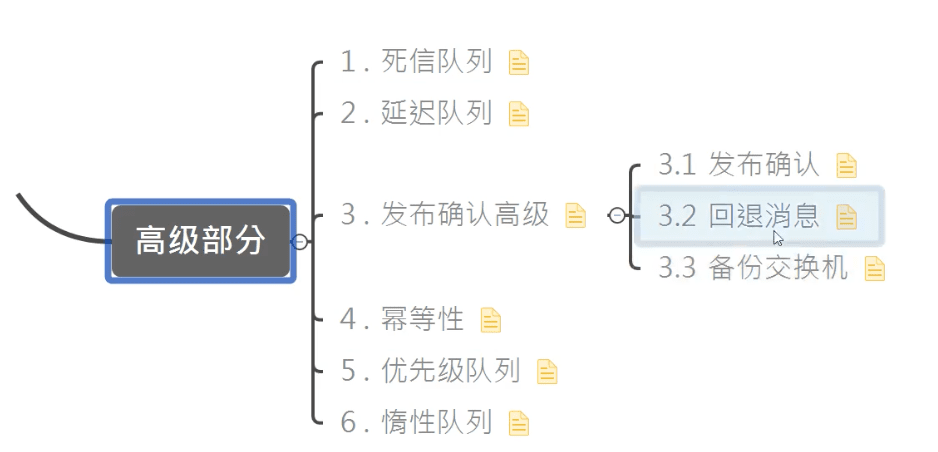 高级部分
1. 死信队列
2. 延迟队列
3. 发布确认高级
3.1 发布确认
3.2 回退消息
3.3 备份交换机
4. 幂等性
5. 优先级队列
6. 惰性队列